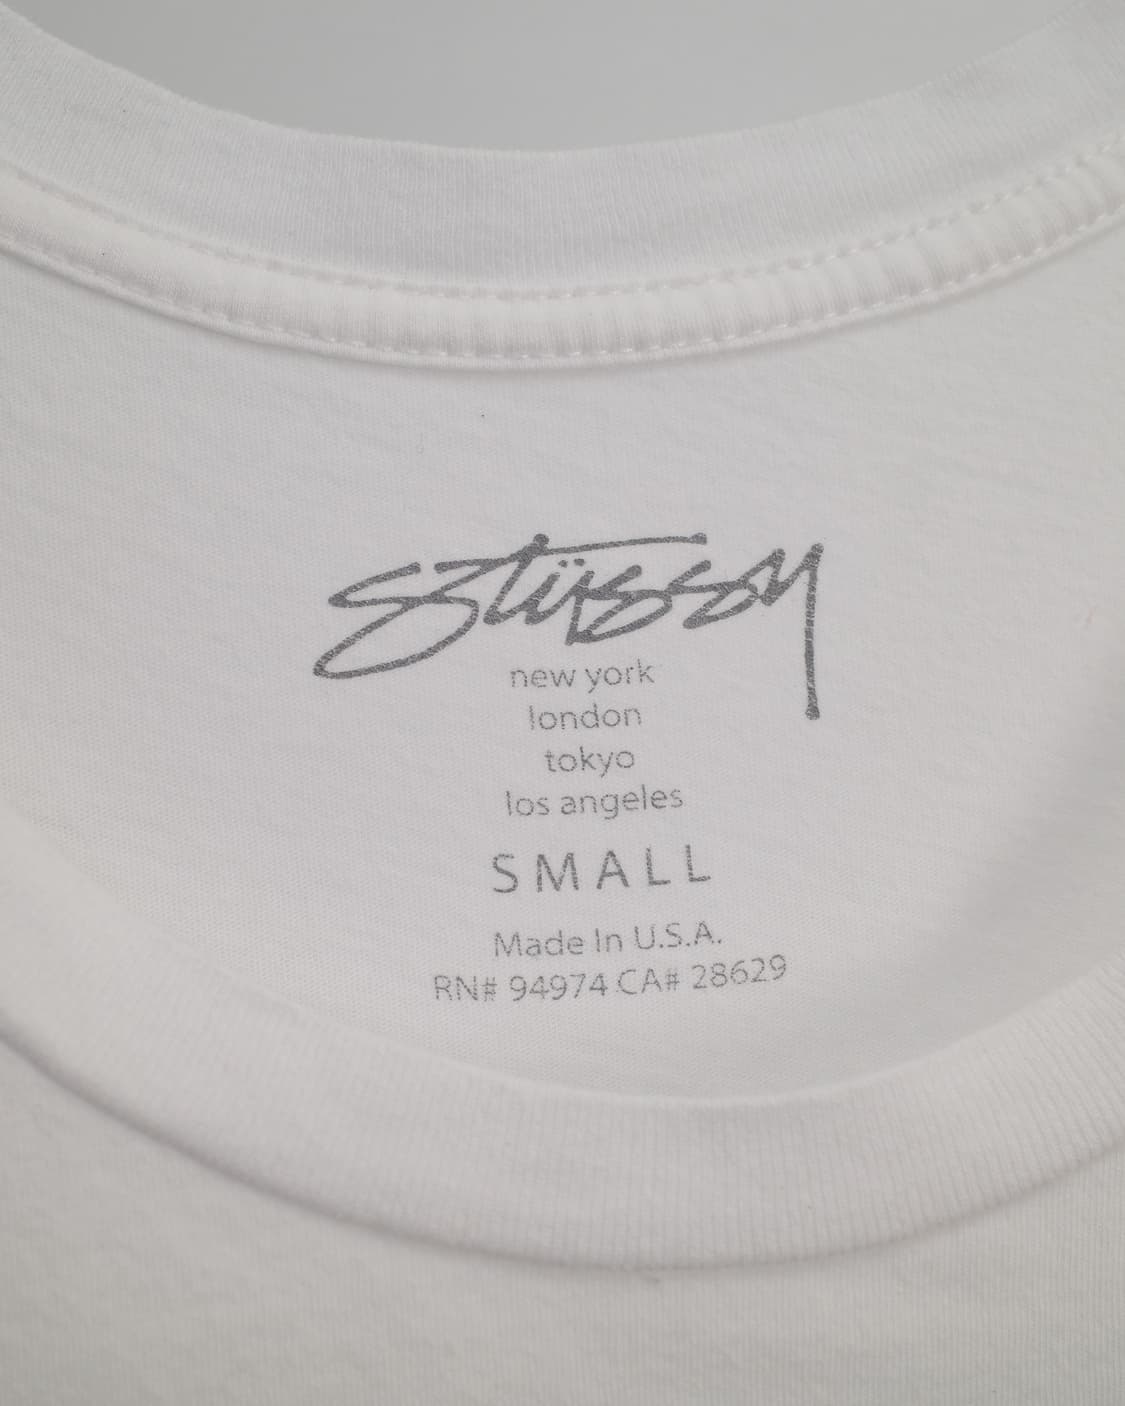 Stüssy
new york
london
tokyo
los angeles
SMALL
Made In U.S.A.
RN# 94974 CA# 28629